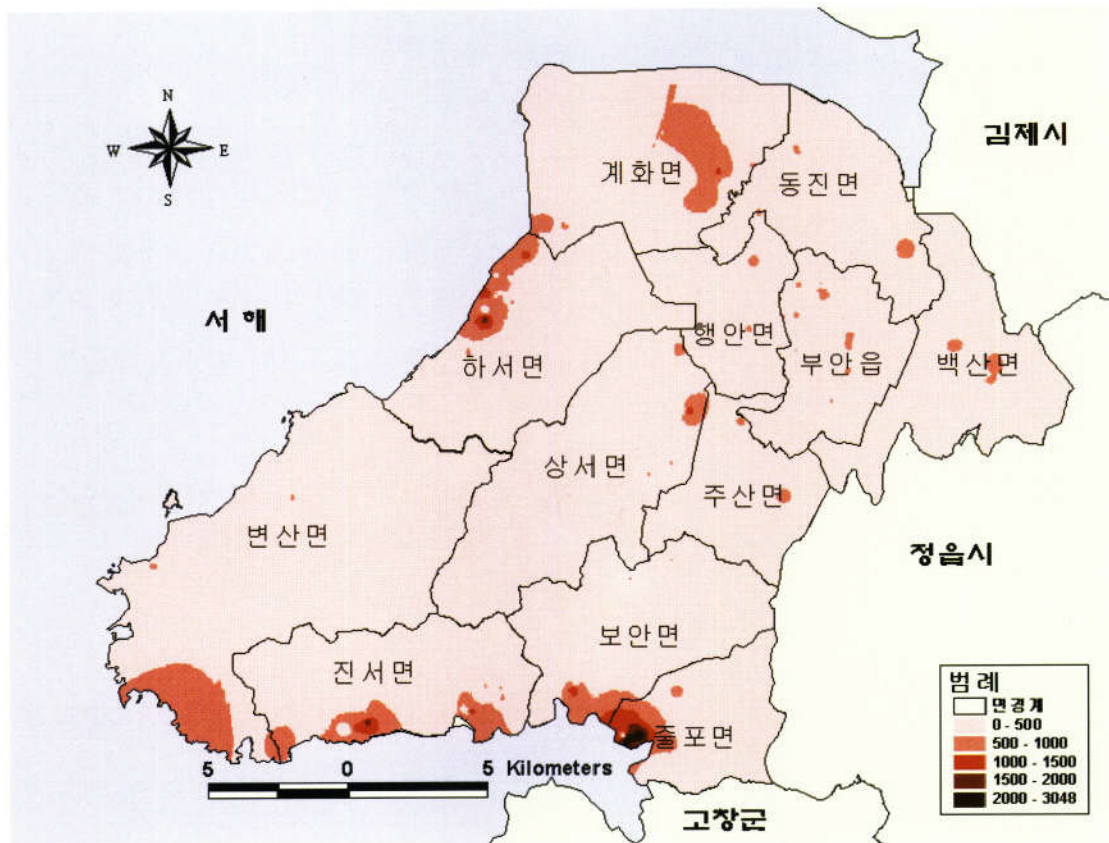 N
W E
S
김제시
계화면
동진면
서 해
행안면
하서면
부안읍
백산면
상서면
주산면
변산면
정읍시
보안면
진서면
줄포면
5 0 5 Kilometers
고창군
범 례
면경계
0 - 500
500 - 1000
1000 - 1500
1500 - 2000
2000 - 3048